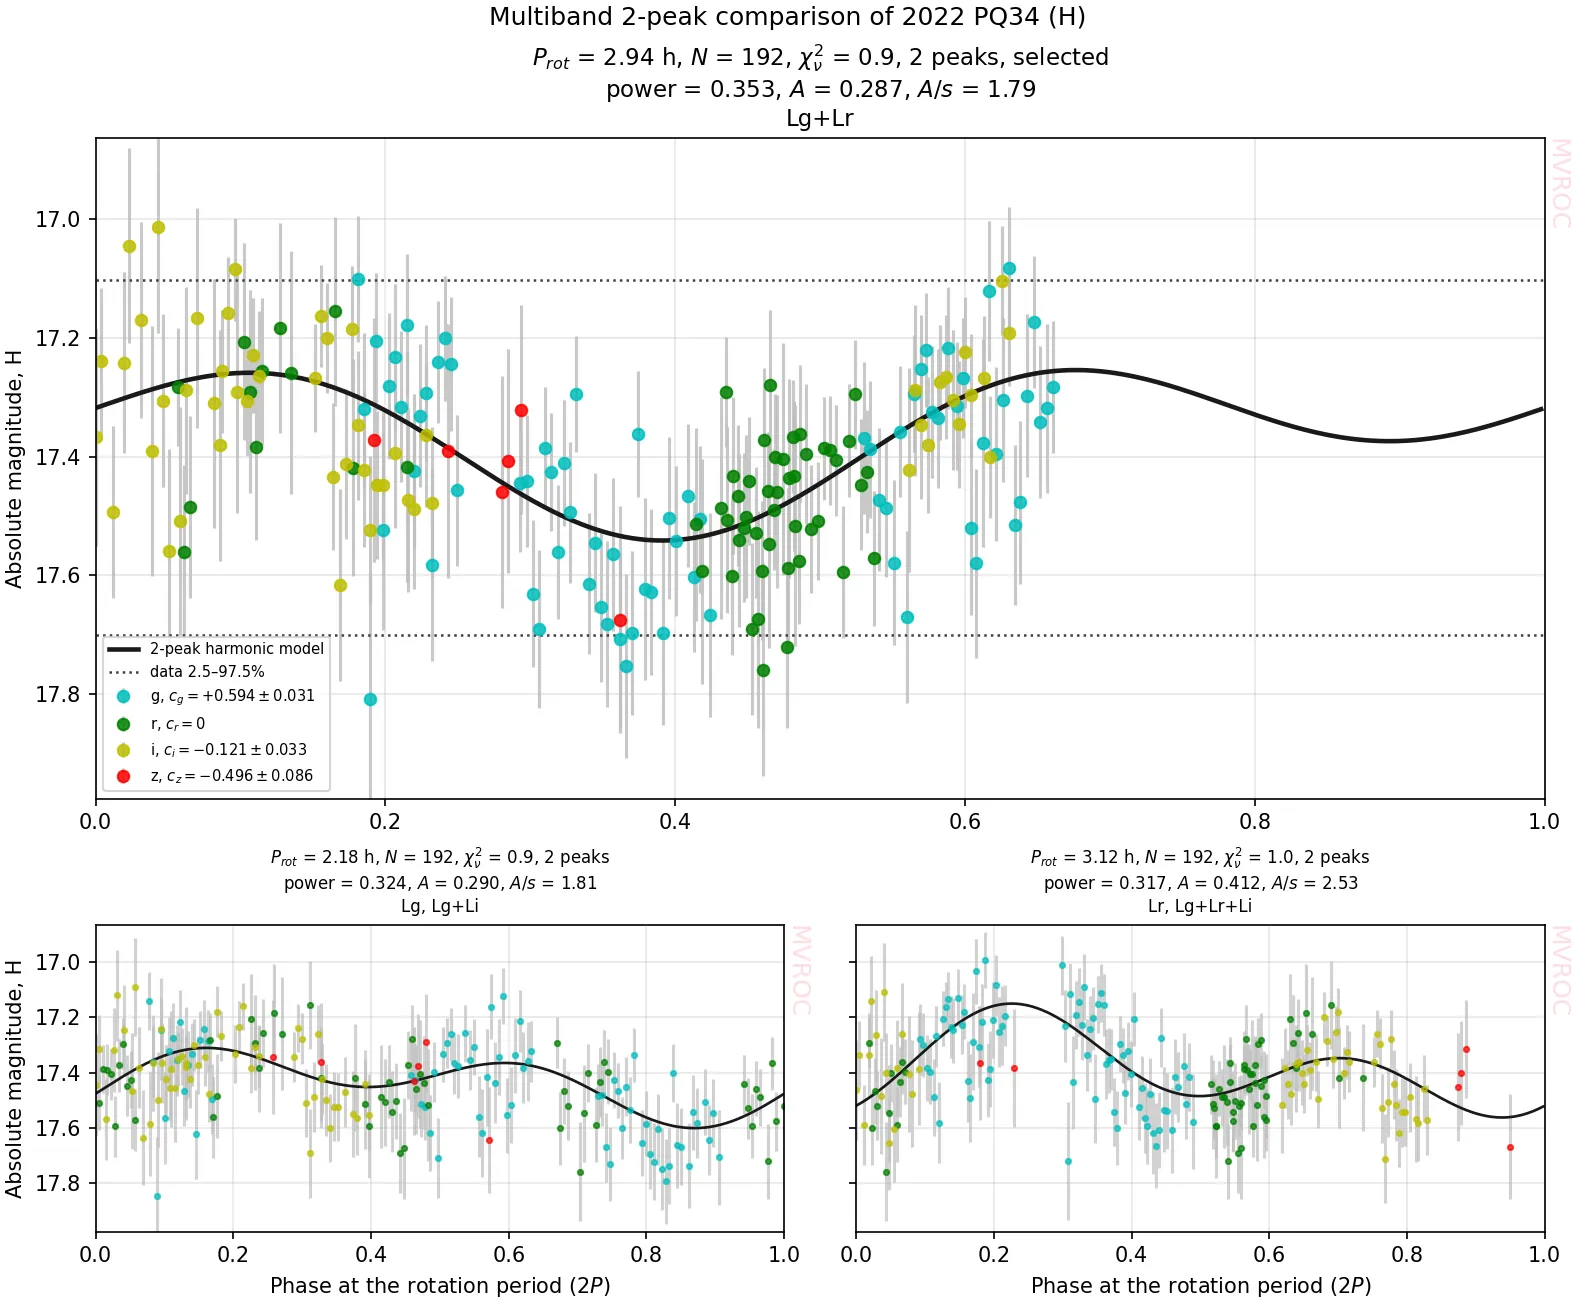 Multiband 2-peak comparison of 2022 PQ34 (H)
P_rot = 2.94 h, N = 192, χ²_ν = 0.9, 2 peaks, selected
power = 0.353, A = 0.287, A/s = 1.79
Lg+Lr
MVROC
Absolute magnitude, H
17.0
17.2
17.4
17.6
17.8
2-peak harmonic model
data 2.5–97.5%
g, c_g = +0.594 ± 0.031
r, c_r = 0
i, c_i = −0.121 ± 0.033
z, c_z = −0.496 ± 0.086
0.0 0.2 0.4 0.6 0.8 1.0
P_rot = 2.18 h, N = 192, χ²_ν = 0.9, 2 peaks
power = 0.324, A = 0.290, A/s = 1.81
Lg, Lg+Li
MVROC
Absolute magnitude, H
17.0
17.2
17.4
17.6
17.8
0.0 0.2 0.4 0.6 0.8 1.0
Phase at the rotation period (2P)
P_rot = 3.12 h, N = 192, χ²_ν = 1.0, 2 peaks
power = 0.317, A = 0.412, A/s = 2.53
Lr, Lg+Lr+Li
MVROC
0.0 0.2 0.4 0.6 0.8 1.0
Phase at the rotation period (2P)